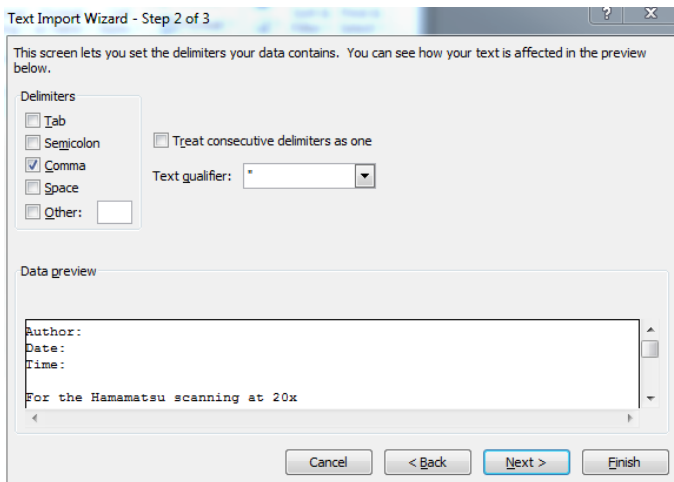 Text Import Wizard - Step 2 of 3
This screen lets you set the delimiters your data contains. You can see how your text is affected in the preview
below.
Delimiters
Tab
Semicolon
Comma
Space
Other:
Treat consecutive delimiters as one
Text qualifier: "
Data preview
Author:
Date:
Time:
For the Hamamatsu scanning at 20x
Cancel < Back Next > Finish